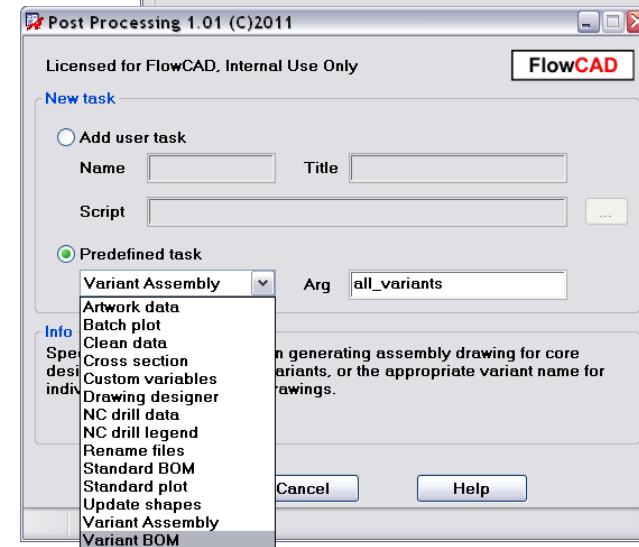 Post Processing 1.01 (C)2011
Licensed for FlowCAD, Internal Use Only
FlowCAD
New task
Add user task
Name
Title
Script
...
Predefined task
Variant Assembly
Arg
all_variants
Artwork data
Batch plot
Clean data
Cross section
Custom variables
Drawing designer
NC drill data
NC drill legend
Rename files
Standard BOM
Standard plot
Update shapes
Variant Assembly
Variant BOM
Info
Spe n generating assembly drawing for core
desi ariants, or the appropriate variant name for
indiv rawings.
Cancel
Help